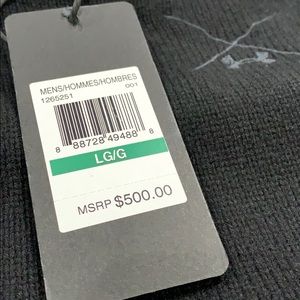 MENS/HOMMES/HOMBRES
1265251 001
8 88728 49488 8
LG/G
MSRP $500.00